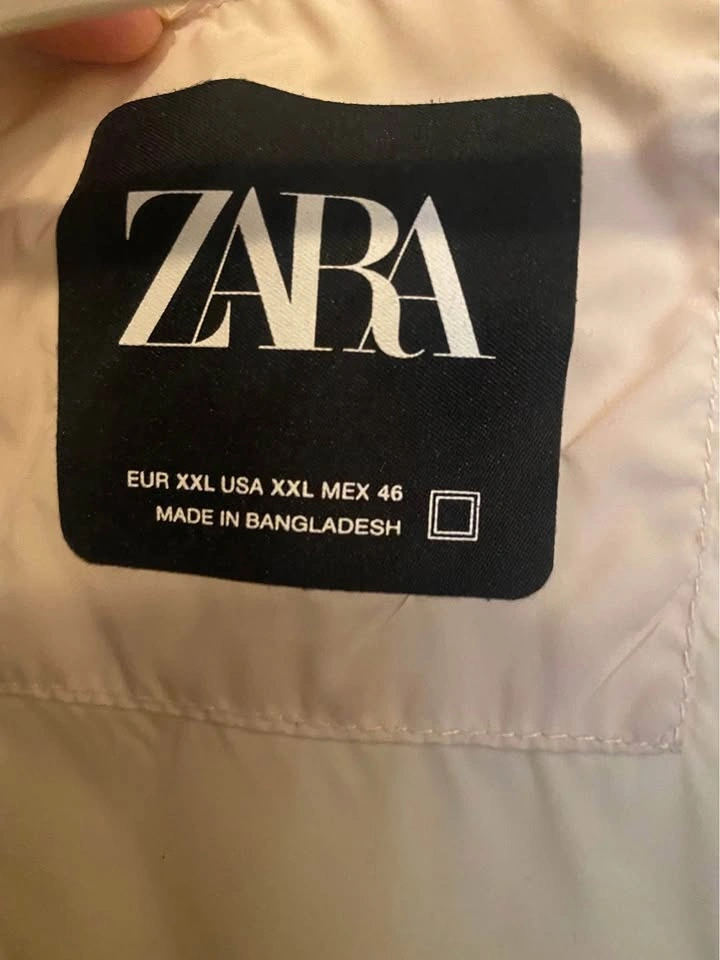 ZARA
EUR XXL USA XXL MEX 46
MADE IN BANGLADESH